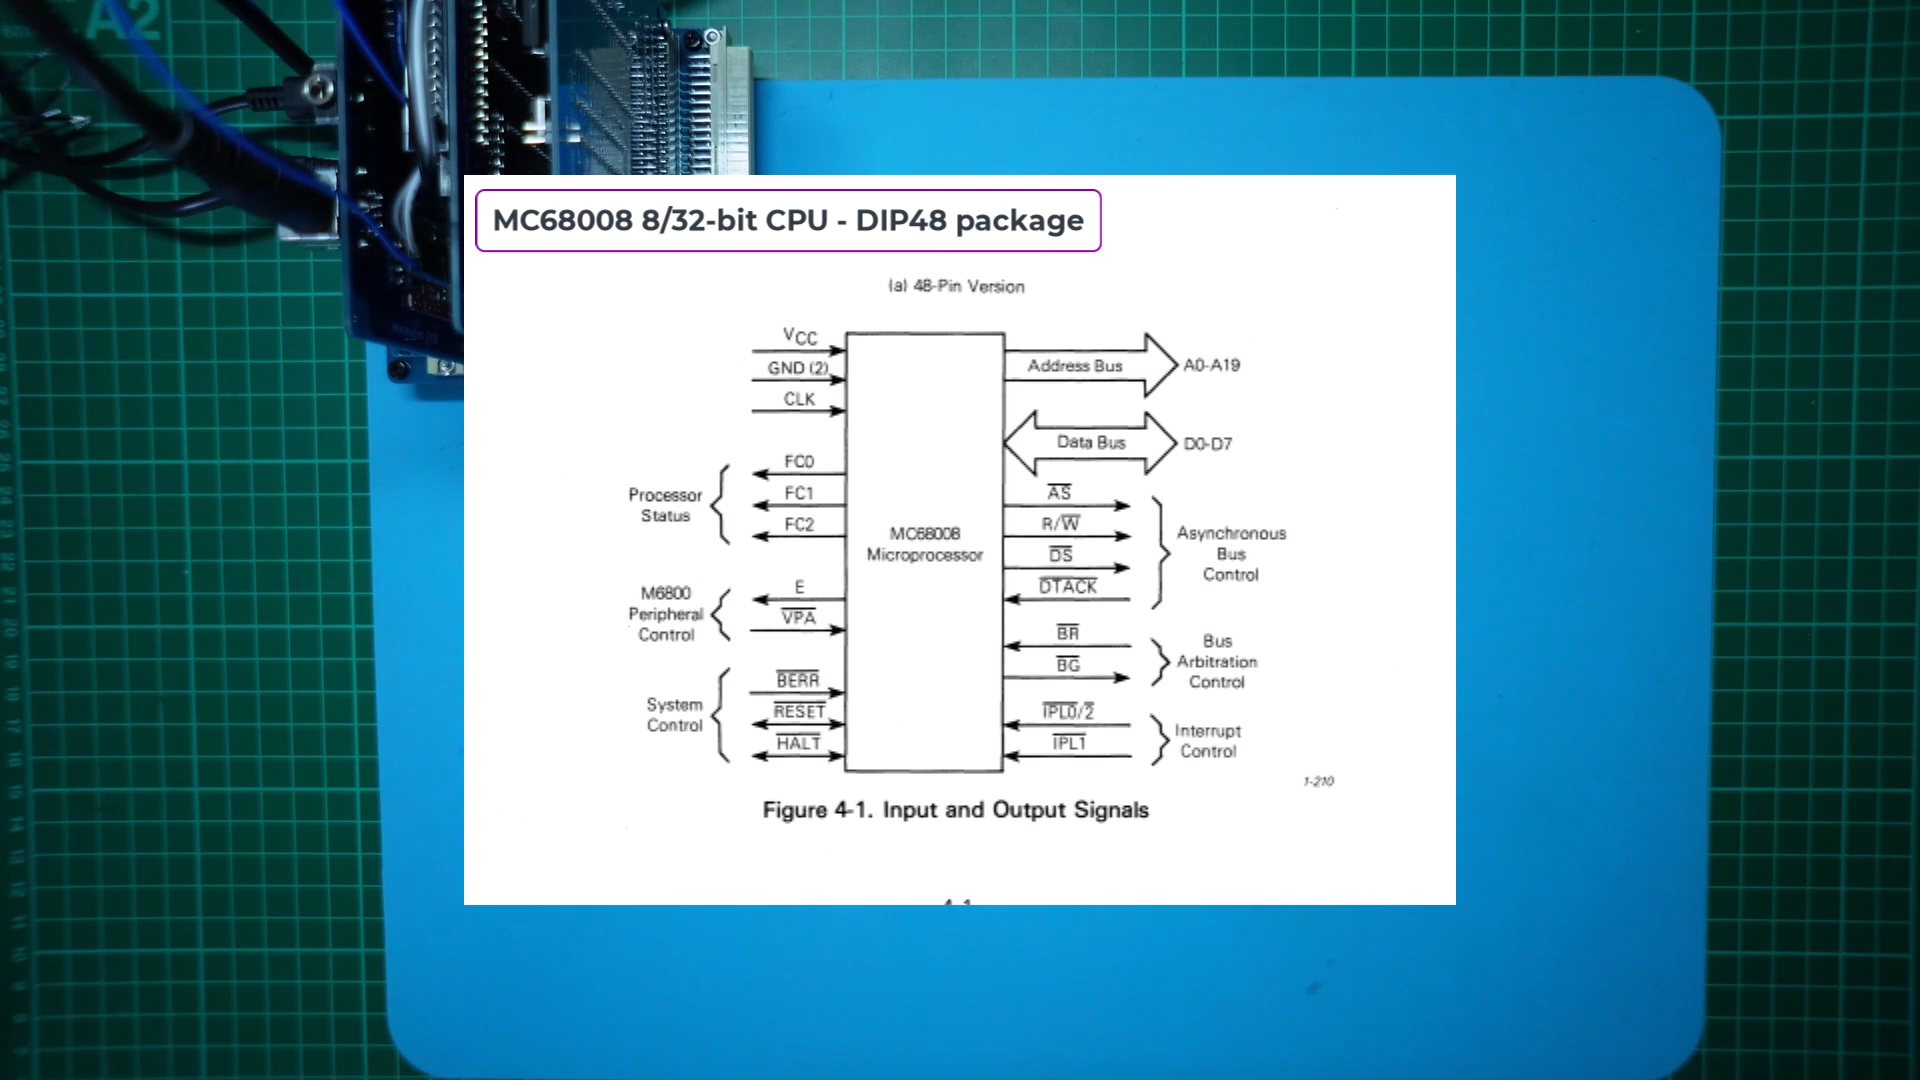 A2
MC68008 8/32-bit CPU - DIP48 package
(a) 48-Pin Version
VCC
GND (2)
CLK
Address Bus
A0-A19
Data Bus
D0-D7
Processor
Status
FC0
FC1
FC2
MC68008
Microprocessor
AS
R/W
DS
DTACK
Asynchronous
Bus
Control
M6800
Peripheral
Control
E
VPA
BR
BG
Bus
Arbitration
Control
System
Control
BERR
RESET
HALT
IPL0/2
IPL1
Interrupt
Control
1-210
Figure 4-1. Input and Output Signals